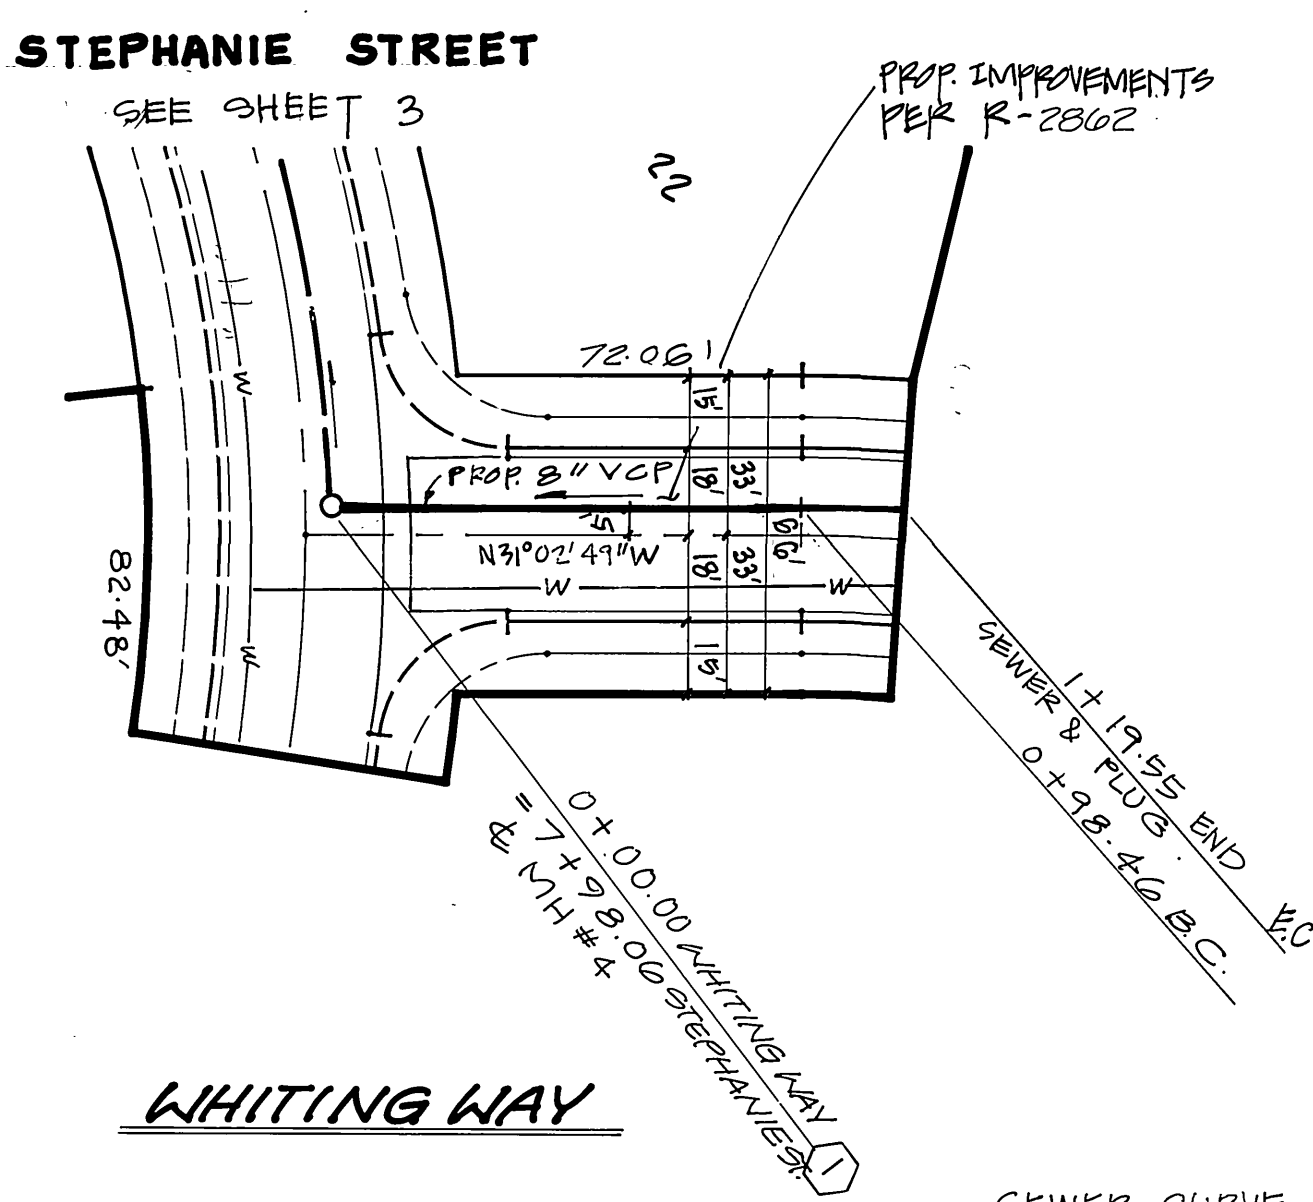 STEPHANIE STREET
SEE SHEET 3
PROP. IMPROVEMENTS
PER R-2862
22
72.06'
15'
PROP. 8" VCP
18'
33'
5'
66'
N31°02'49"W
18'
33'
W
W
W
W
15'
82.48'
1+19.55 END
SEWER & PLUG
E.C
0+98.46 B.C.
0+00.00 WHITING WAY
= 7+98.06 STEPHANIE ST.
℄ MH #4
1
WHITING WAY
SEWER CURVE